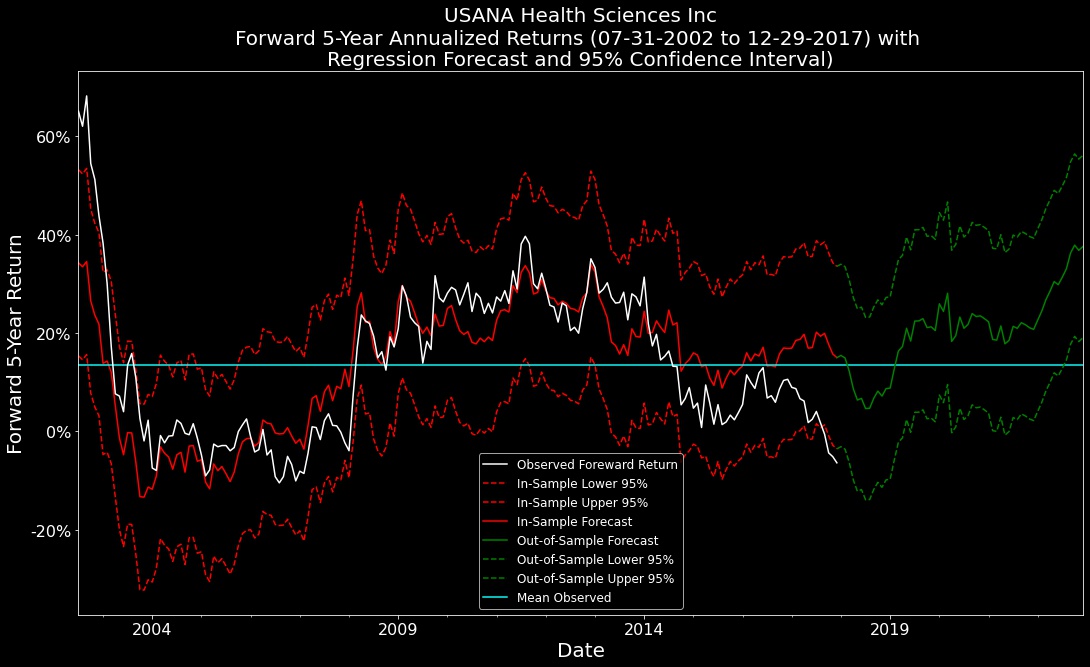 USANA Health Sciences Inc
Forward 5-Year Annualized Returns (07-31-2002 to 12-29-2017) with
Regression Forecast and 95% Confidence Interval)
Forward 5-Year Return
60%
40%
20%
0%
-20%
Observed Foreward Return
In-Sample Lower 95%
In-Sample Upper 95%
In-Sample Forecast
Out-of-Sample Forecast
Out-of-Sample Lower 95%
Out-of-Sample Upper 95%
Mean Observed
2004 2009 2014 2019
Date